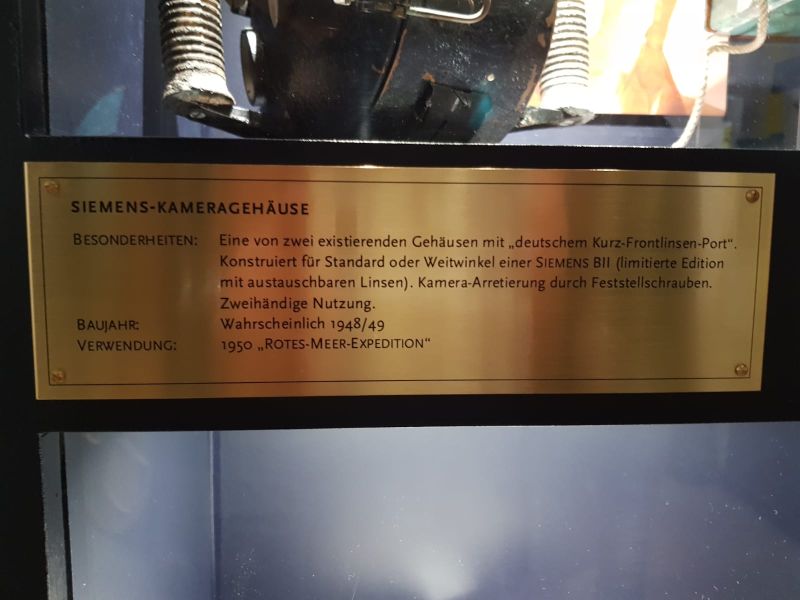 SIEMENS-KAMERAGEHÄUSE
BESONDERHEITEN: Eine von zwei existierenden Gehäusen mit „deutschem Kurz-Frontlinsen-Port“.
Konstruiert für Standard oder Weitwinkel einer SIEMENS BII (limitierte Edition
mit austauschbaren Linsen). Kamera-Arretierung durch Feststellschrauben.
Zweihändige Nutzung.
BAUJAHR: Wahrscheinlich 1948/49
VERWENDUNG: 1950 „ROTES-MEER-EXPEDITION“